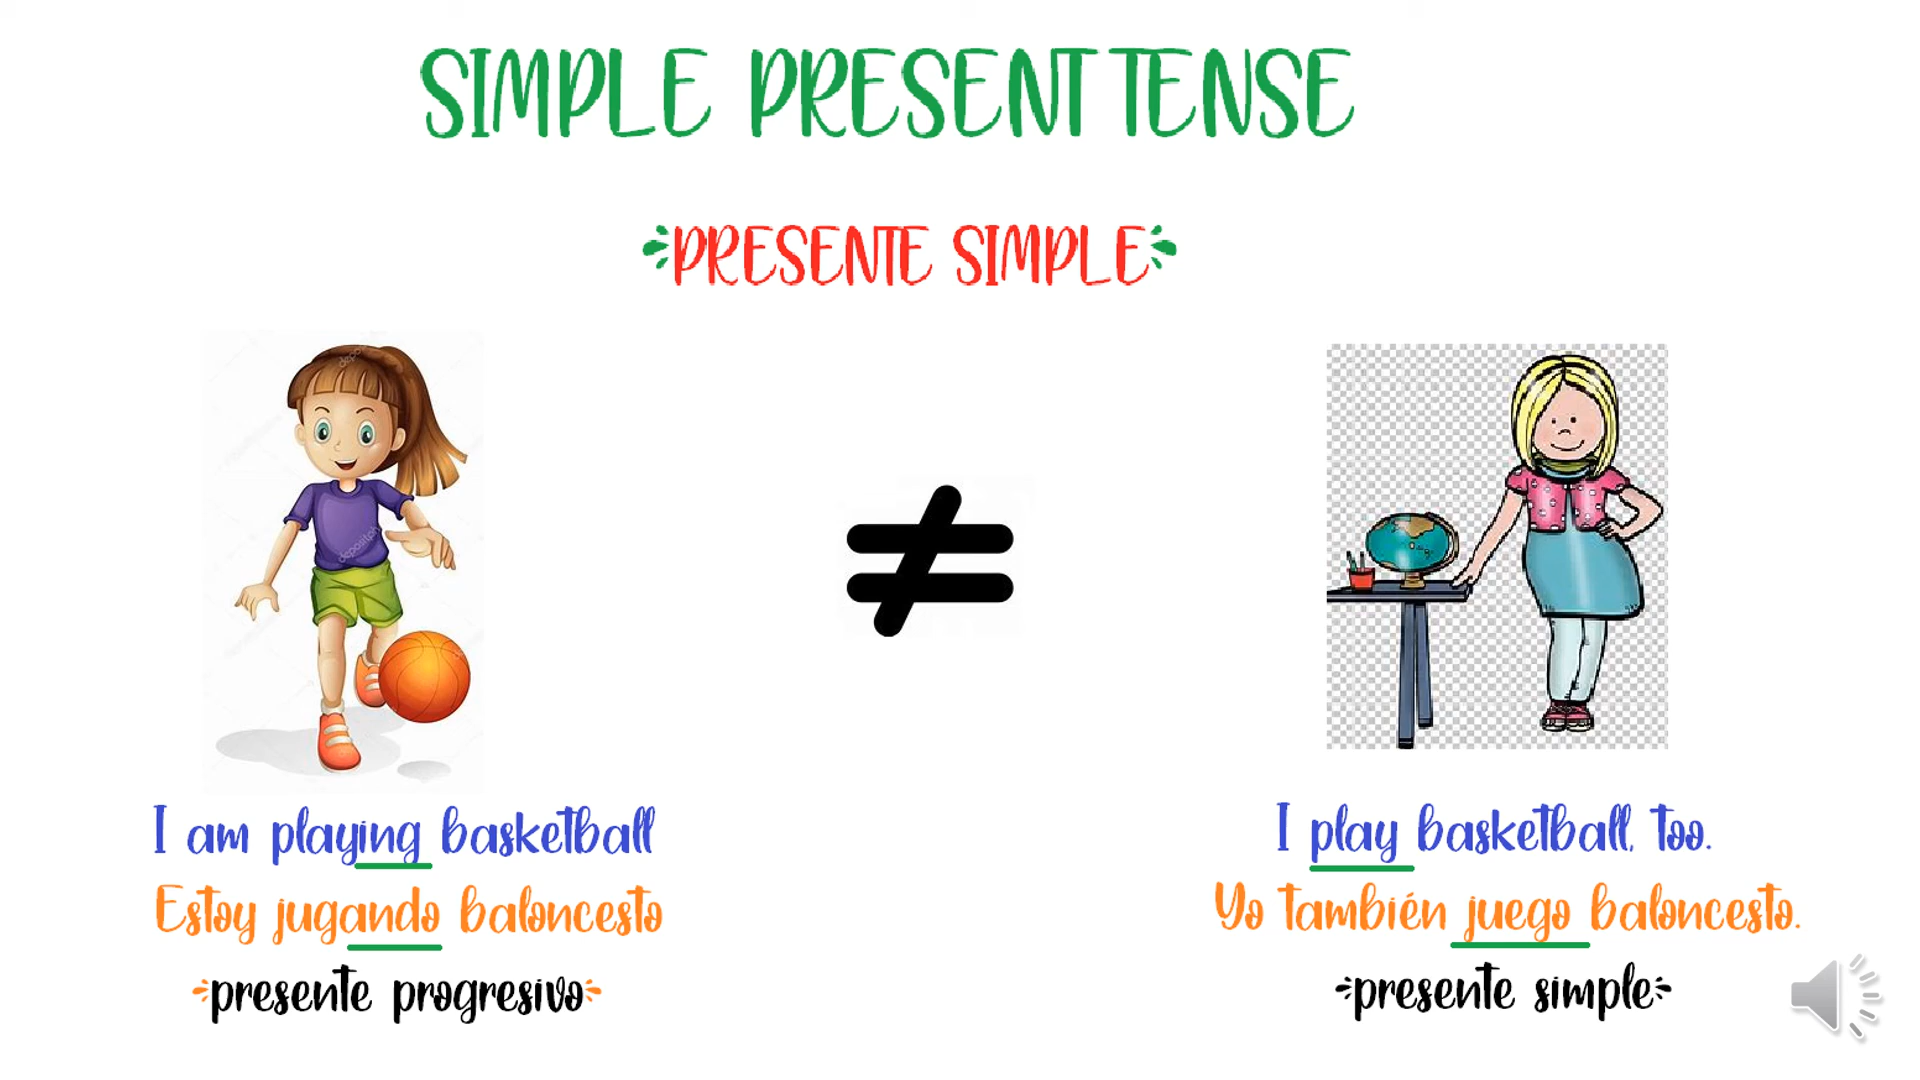 SIMPLE PRESENT TENSE
PRESENTE SIMPLE
I am playing basketball
Estoy jugando baloncesto
presente progresivo
I play basketball, too.
Yo también juego baloncesto.
presente simple